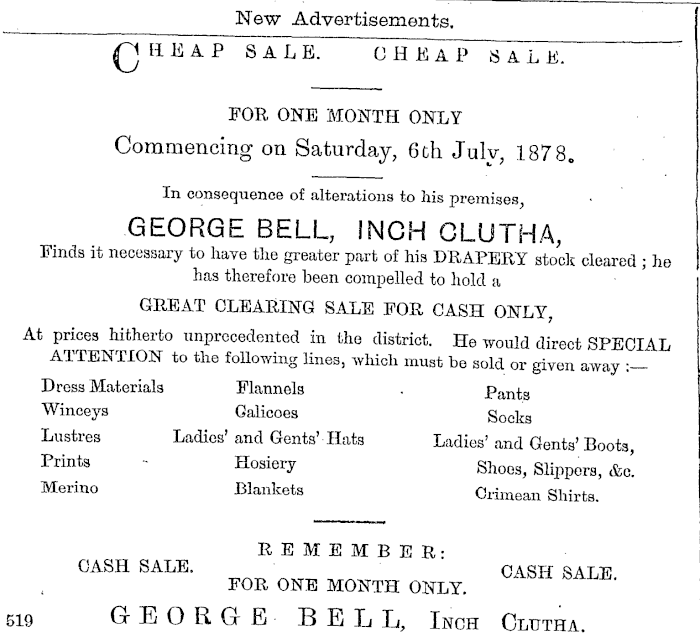 New Advertisements.
CHEAP SALE. CHEAP SALE.
FOR ONE MONTH ONLY
Commencing on Saturday, 6th July, 1878.
In consequence of alterations to his premises,
GEORGE BELL, INCH CLUTHA,
Finds it necessary to have the greater part of his DRAPERY stock cleared ; he
has therefore been compelled to hold a
GREAT CLEARING SALE FOR CASH ONLY,
At prices hitherto unprecedented in the district. He would direct SPECIAL
ATTENTION to the following lines, which must be sold or given away :—
Dress Materials Flannels Pants
Winceys Galicoes Socks
Lustres Ladies' and Gents' Hats Ladies' and Gents' Boots,
Prints Hosiery Shoes, Slippers, &c.
Merino Blankets Crimean Shirts.
REMEMBER:
CASH SALE. CASH SALE.
FOR ONE MONTH ONLY.
519 GEORGE BELL, INCH CLUTHA.